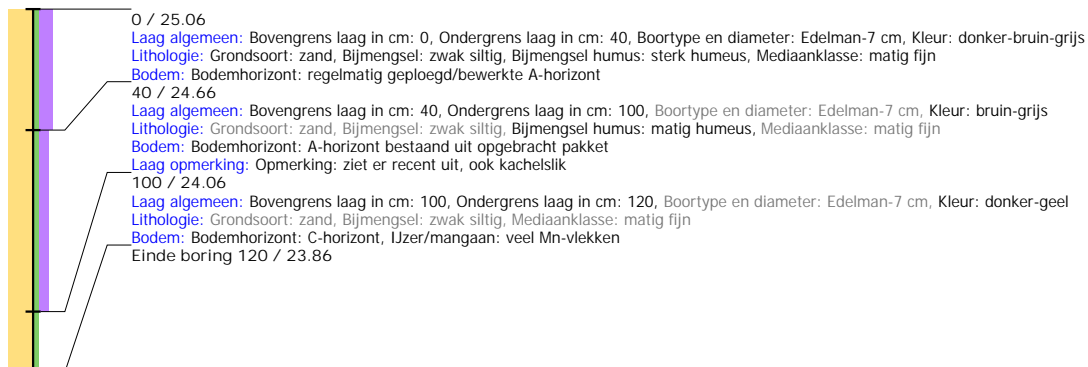 0 / 25.06
Laag algemeen: Bovengrens laag in cm: 0, Ondergrens laag in cm: 40, Boortype en diameter: Edelman-7 cm, Kleur: donker-bruin-grijs
Lithologie: Grondsoort: zand, Bijmengsel: zwak siltig, Bijmengsel humus: sterk humeus, Mediaanklasse: matig fijn
Bodem: Bodemhorizont: regelmatig geploegd/bewerkte A-horizont
40 / 24.66
Laag algemeen: Bovengrens laag in cm: 40, Ondergrens laag in cm: 100, Boortype en diameter: Edelman-7 cm, Kleur: bruin-grijs
Lithologie: Grondsoort: zand, Bijmengsel: zwak siltig, Bijmengsel humus: matig humeus, Mediaanklasse: matig fijn
Bodem: Bodemhorizont: A-horizont bestaand uit opgebracht pakket
Laag opmerking: Opmerking: ziet er recent uit, ook kachelslik
100 / 24.06
Laag algemeen: Bovengrens laag in cm: 100, Ondergrens laag in cm: 120, Boortype en diameter: Edelman-7 cm, Kleur: donker-geel
Lithologie: Grondsoort: zand, Bijmengsel: zwak siltig, Mediaanklasse: matig fijn
Bodem: Bodemhorizont: C-horizont, IJzer/mangaan: veel Mn-vlekken
Einde boring 120 / 23.86